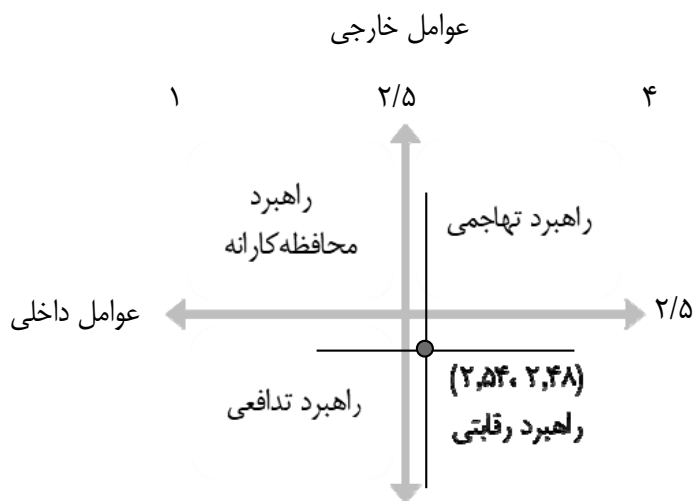 عوامل خارجی
۴ ۲/۵ ۱
راهبرد تهاجمی
راهبرد
محافظه‌کارانه
۲/۵
عوامل داخلی
(۲,۵۴، ۲,۴۸)
راهبرد رقابتی
راهبرد تدافعی